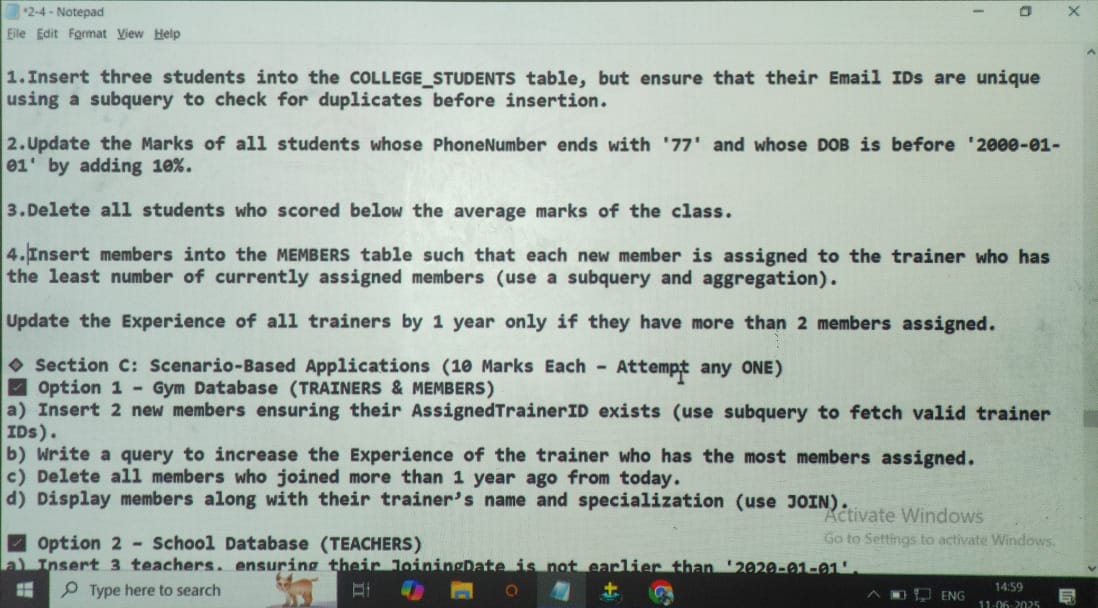 *2-4 - Notepad
File Edit Format View Help
1.Insert three students into the COLLEGE_STUDENTS table, but ensure that their Email IDs are unique
using a subquery to check for duplicates before insertion.
2.Update the Marks of all students whose PhoneNumber ends with '77' and whose DOB is before '2000-01-
01' by adding 10%.
3.Delete all students who scored below the average marks of the class.
4.Insert members into the MEMBERS table such that each new member is assigned to the trainer who has
the least number of currently assigned members (use a subquery and aggregation).
Update the Experience of all trainers by 1 year only if they have more than 2 members assigned.
Section C: Scenario-Based Applications (10 Marks Each – Attempt any ONE)
Option 1 – Gym Database (TRAINERS & MEMBERS)
a) Insert 2 new members ensuring their AssignedTrainerID exists (use subquery to fetch valid trainer
IDs).
b) Write a query to increase the Experience of the trainer who has the most members assigned.
c) Delete all members who joined more than 1 year ago from today.
d) Display members along with their trainer’s name and specialization (use JOIN).
Activate Windows
Go to Settings to activate Windows.
Option 2 – School Database (TEACHERS)
a) Insert 3 teachers, ensuring their JoiningDate is not earlier than '2020-01-01'.
Type here to search
ENG
14:59
11-06-2025